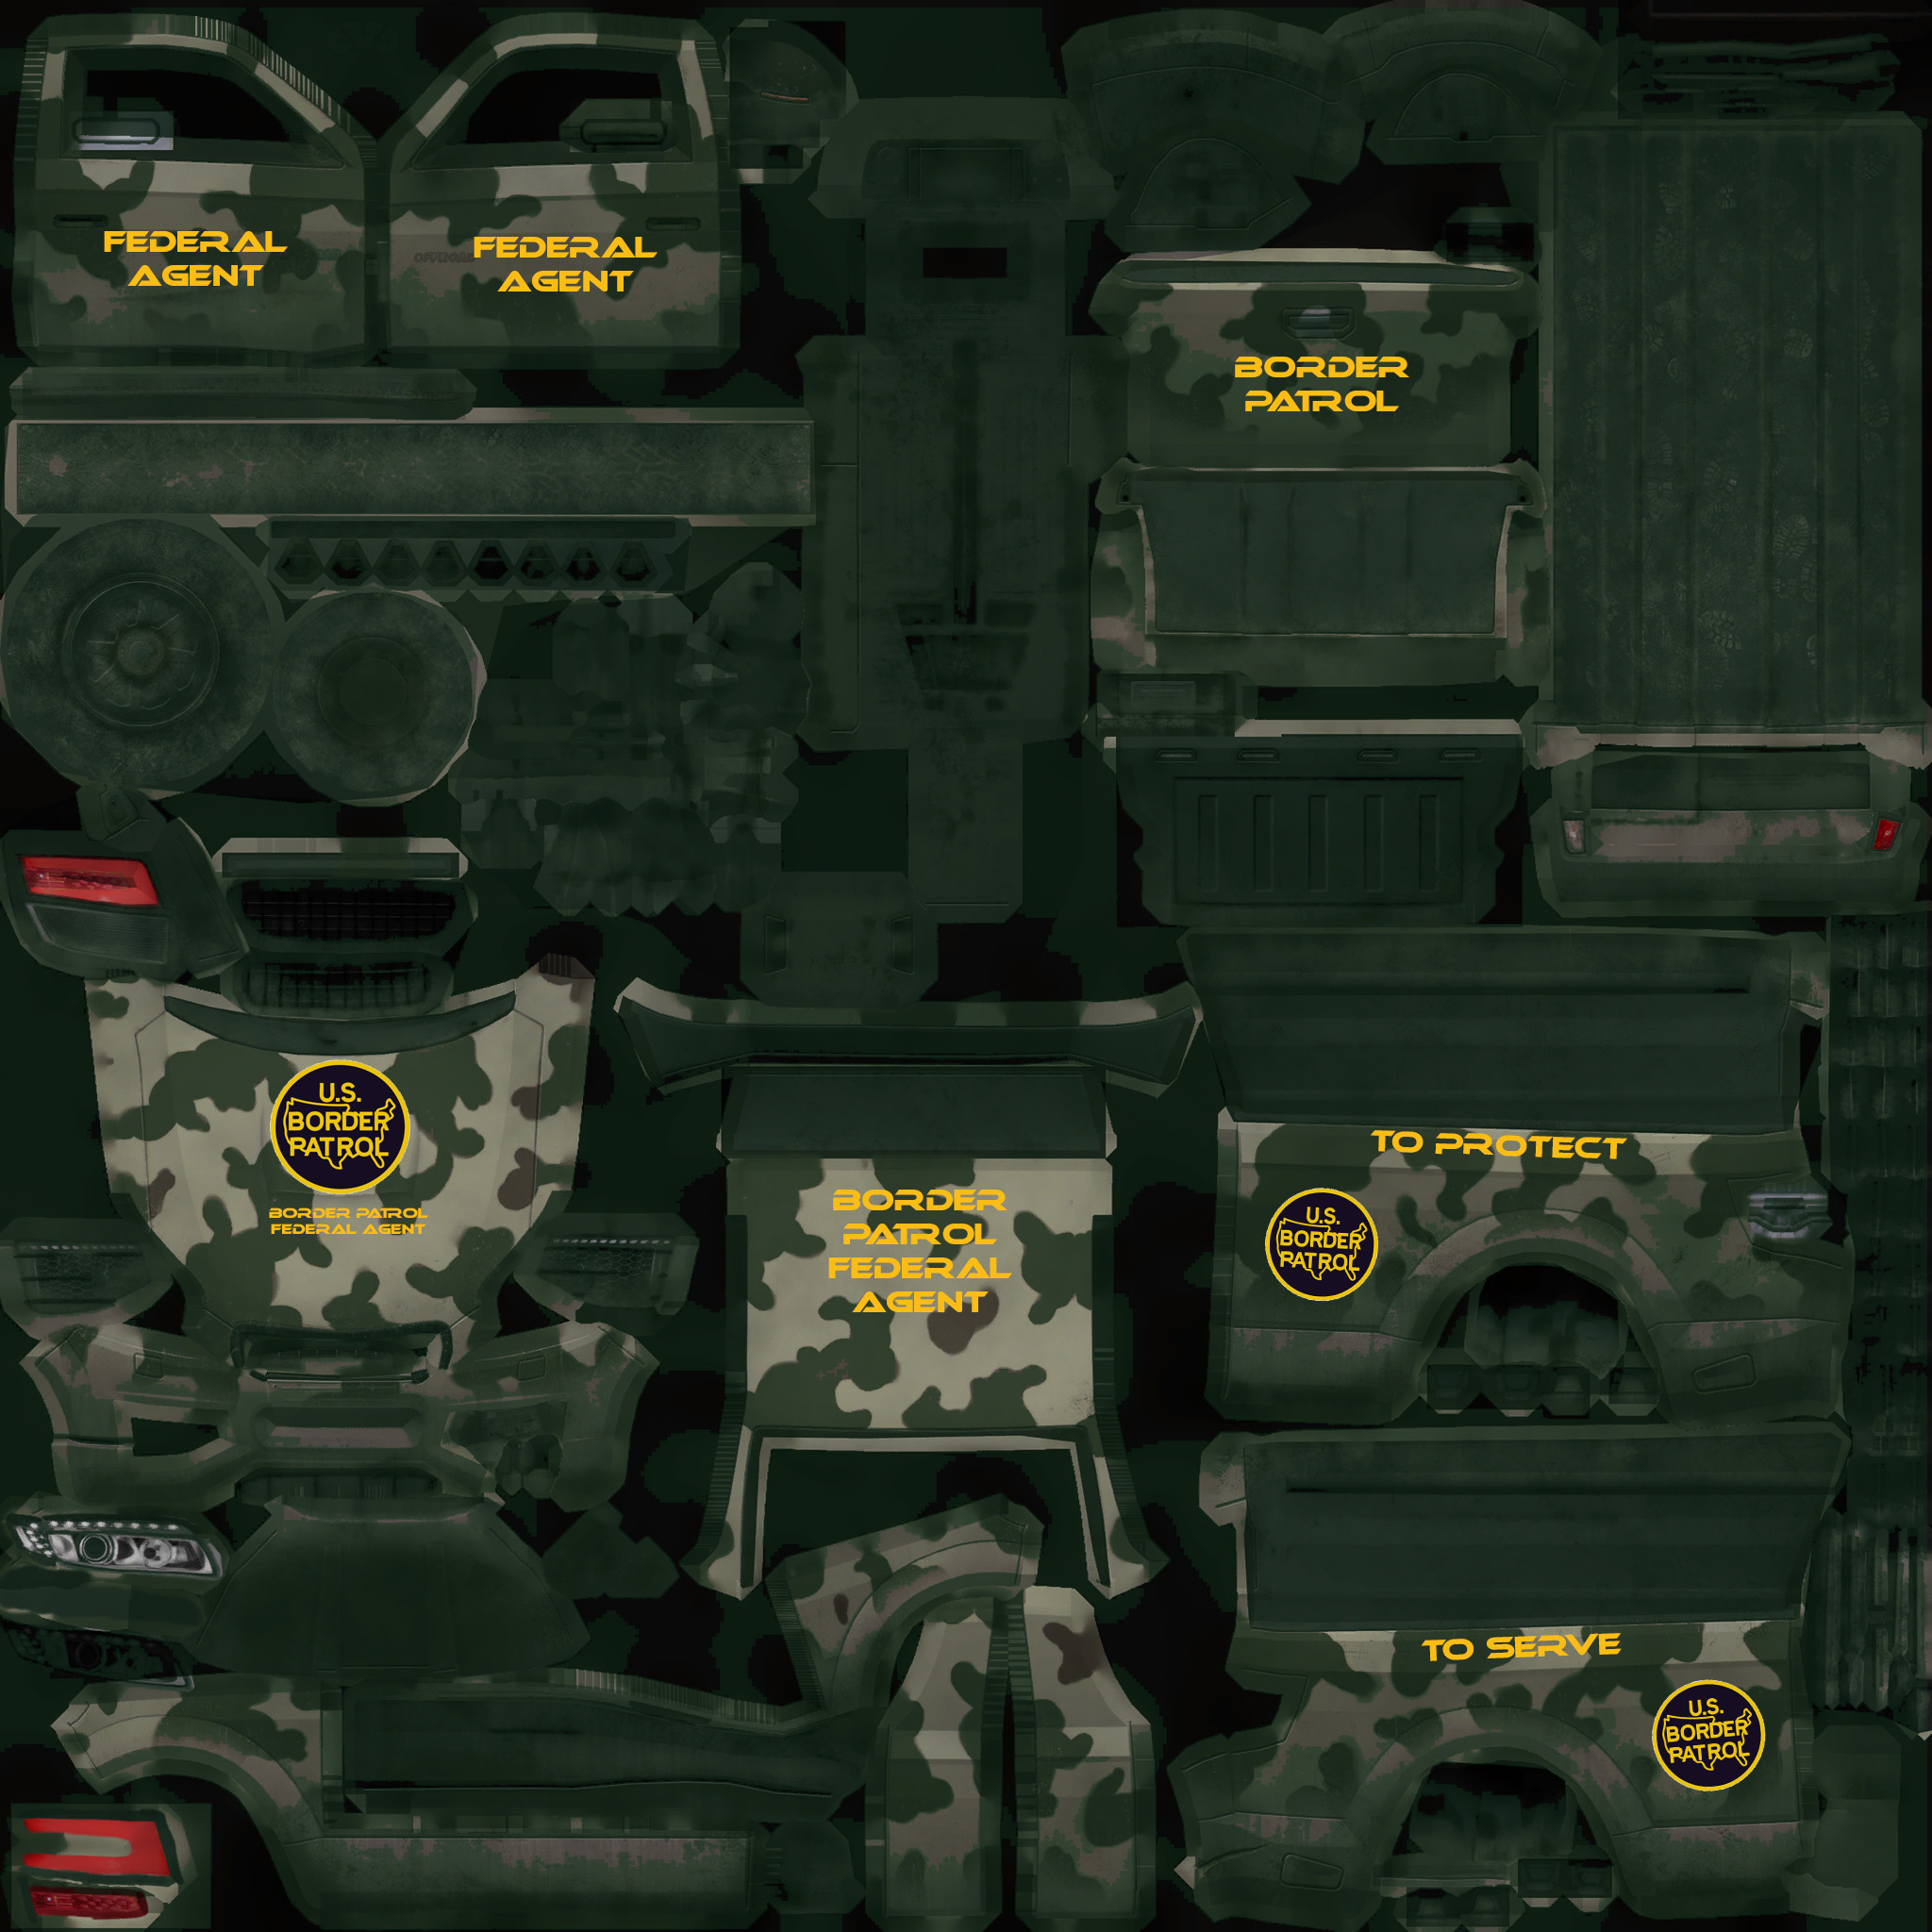 FEDERAL
AGENT
OFFROAD
FEDERAL
AGENT
BORDER
PATROL
U.S.
BORDER
PATROL
BORDER PATROL
FEDERAL AGENT
BORDER
PATROL
FEDERAL
AGENT
TO PROTECT
U.S.
BORDER
PATROL
TO SERVE
U.S.
BORDER
PATROL